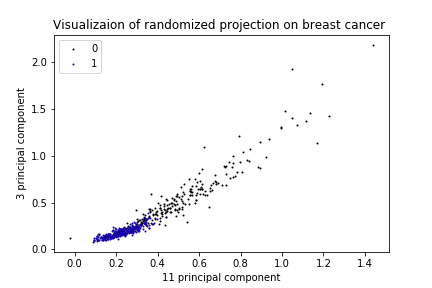 Visualizaion of randomized projection on breast cancer
0
1
3 principal component
2.0
1.5
1.0
0.5
0.0
0.0 0.2 0.4 0.6 0.8 1.0 1.2 1.4
11 principal component